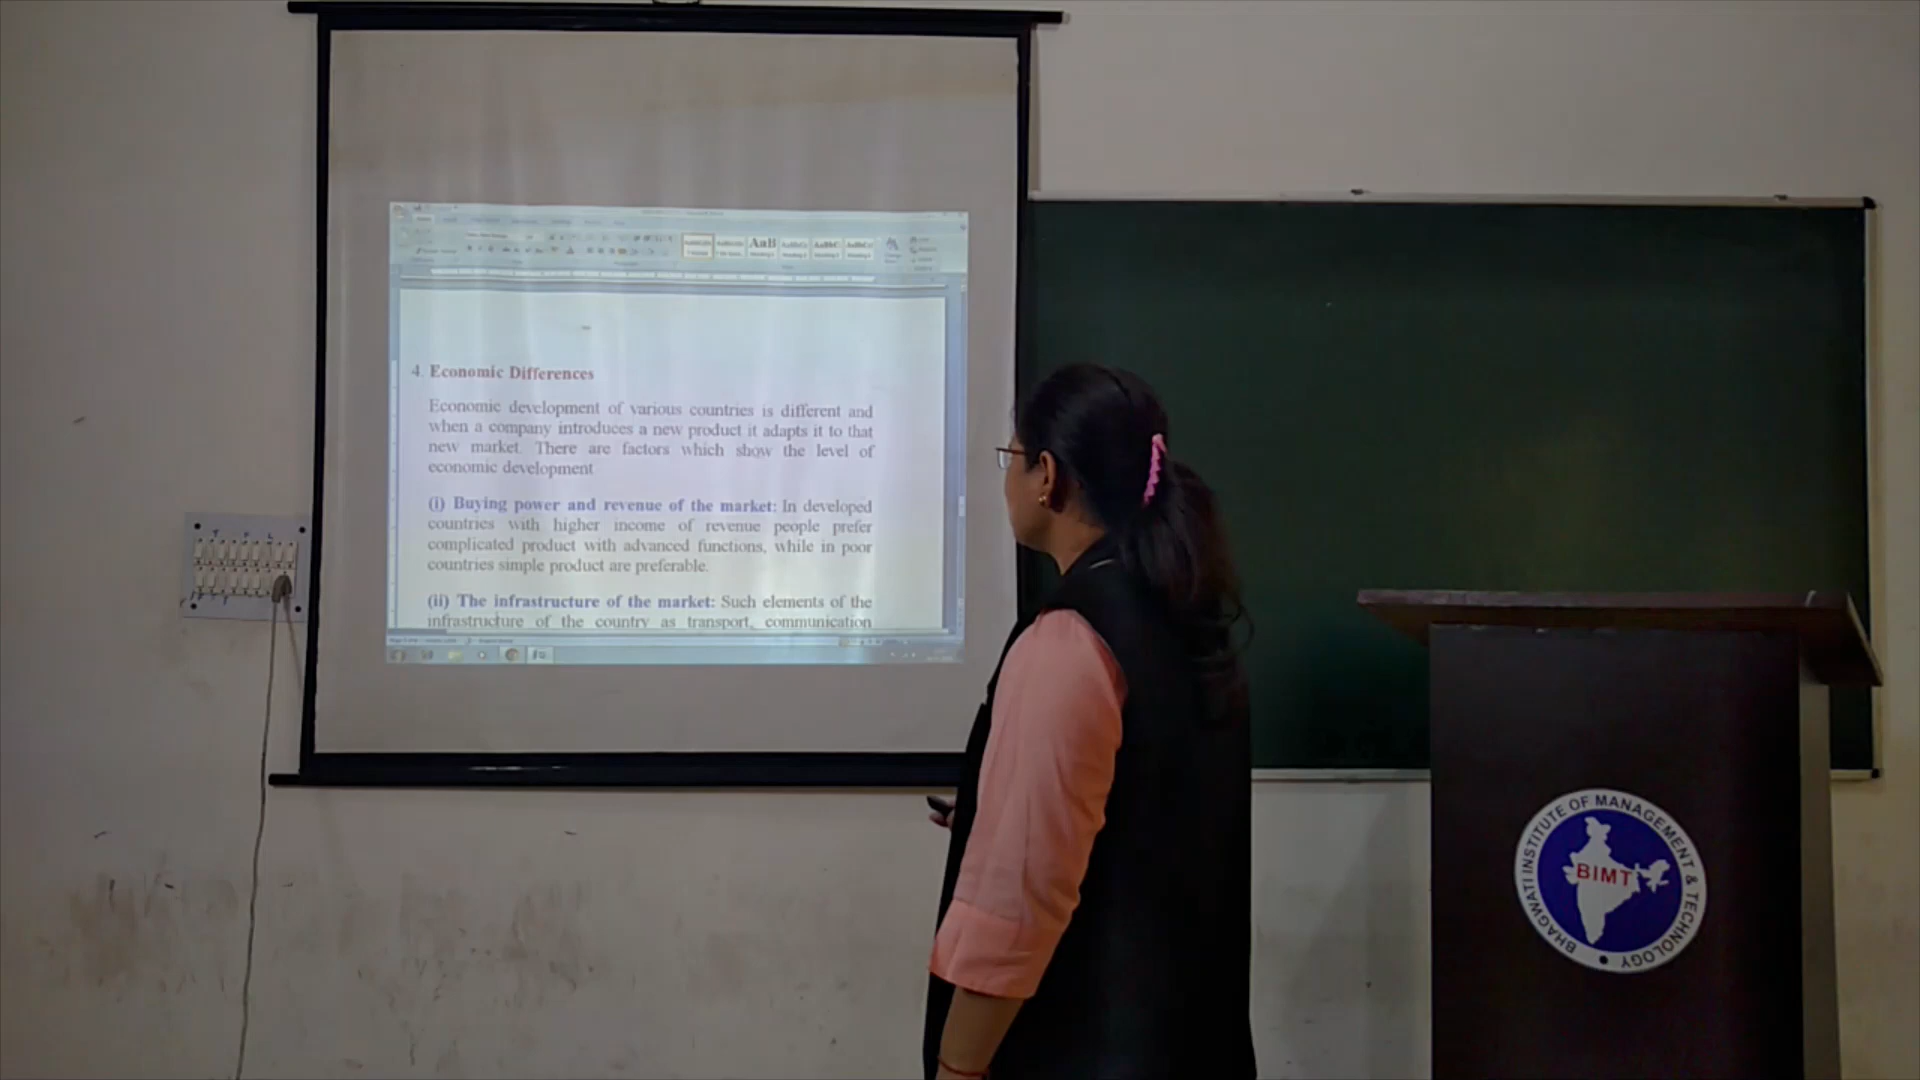 4. Economic Differences
Economic development of various countries is different and
when a company introduces a new product it adapts it to that
new market. There are factors which show the level of
economic development
(i) Buying power and revenue of the market: In developed
countries with higher income of revenue people prefer
complicated product with advanced functions, while in poor
countries simple product are preferable.
(ii) The infrastructure of the market: Such elements of the
infrastructure of the country as transport, communication
BHAGWATI INSTITUTE OF MANAGEMENT & TECHNOLOGY
BIMT